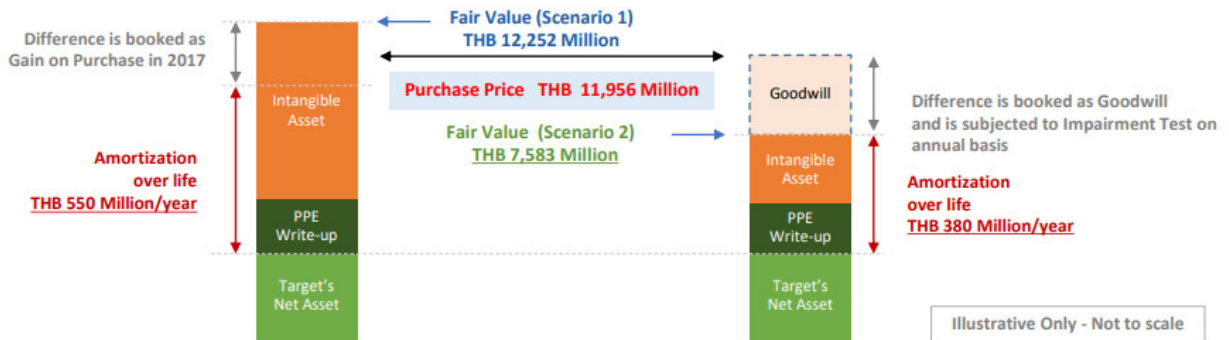 Difference is booked as
Gain on Purchase in 2017
Amortization
over life
THB 550 Million/year
Intangible
Asset
PPE
Write-up
Target's
Net Asset
Fair Value (Scenario 1)
THB 12,252 Million
Purchase Price THB 11,956 Million
Fair Value (Scenario 2)
THB 7,583 Million
Goodwill
Intangible
Asset
PPE
Write-up
Target's
Net Asset
Difference is booked as Goodwill
and is subjected to Impairment Test on
annual basis
Amortization
over life
THB 380 Million/year
Illustrative Only - Not to scale